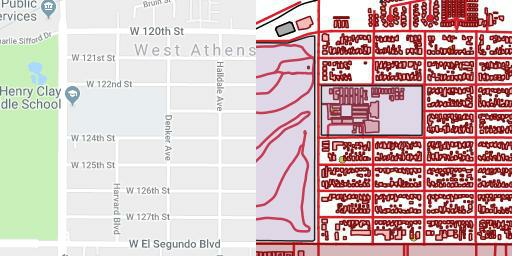 Public
ervices
Bruin St
W 120th St
harlie Sifford Dr
West Athens
W 121st St
Halldale Ave
W 122nd St
Henry Clay
dle School
Denker Ave
W 124th St
W 125th St
Harvard Blvd
W 126th St
W 127th St
W El Segundo Blvd